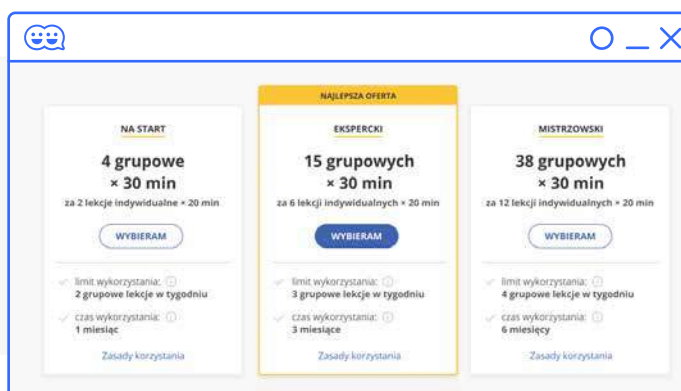 NA START
4 grupowe
× 30 min
za 2 lekcje indywidualne × 20 min
WYBIERAM
limit wykorzystania:
2 grupowe lekcje w tygodniu
czas wykorzystania:
1 miesiąc
Zasady korzystania
NAJLEPSZA OFERTA
EKSPERCKI
15 grupowych
× 30 min
za 6 lekcji indywidualnych × 20 min
WYBIERAM
limit wykorzystania:
3 grupowe lekcje w tygodniu
czas wykorzystania:
3 miesiące
Zasady korzystania
MISTRZOWSKI
38 grupowych
× 30 min
za 12 lekcji indywidualnych × 20 min
WYBIERAM
limit wykorzystania:
4 grupowe lekcje w tygodniu
czas wykorzystania:
6 miesięcy
Zasady korzystania